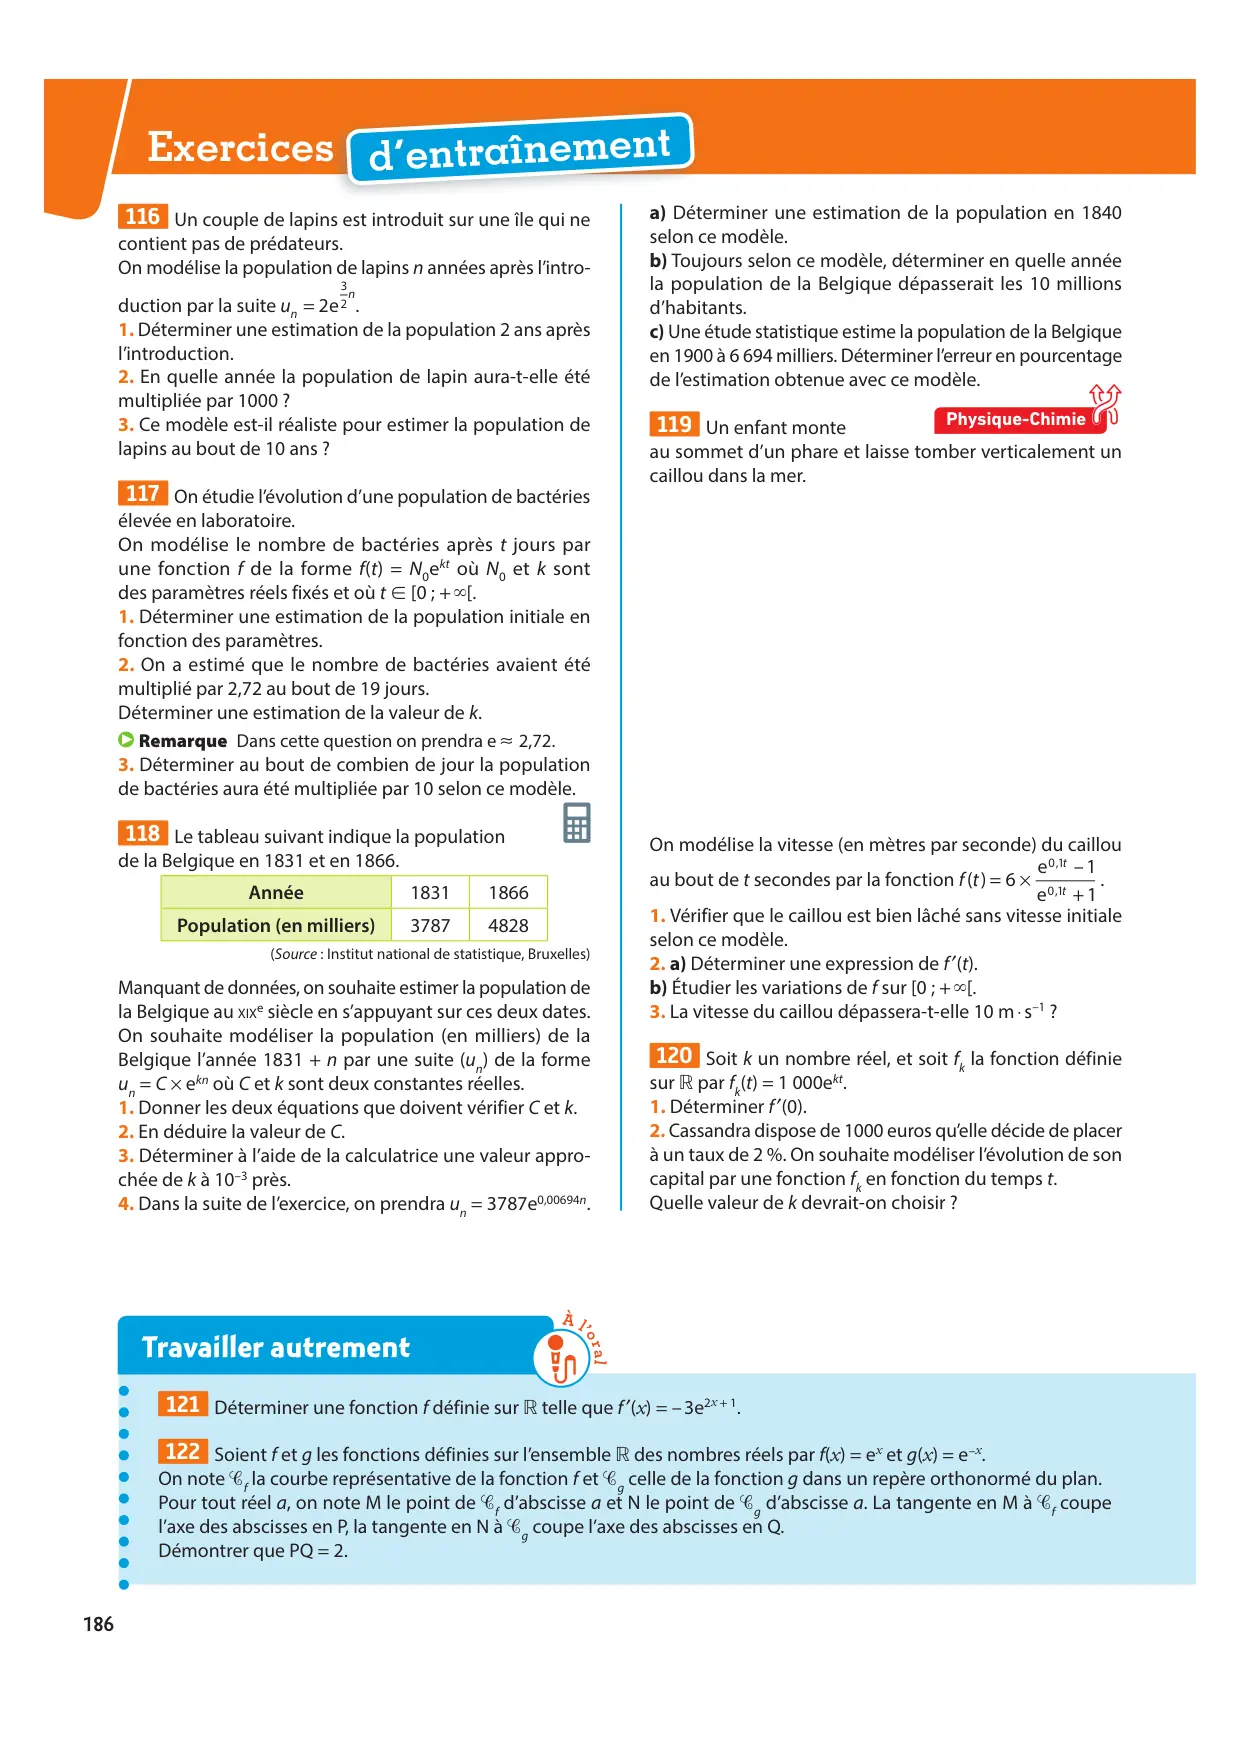 Exercices d'entraînement
116 Un couple de lapins est introduit sur une île qui ne
contient pas de prédateurs.
On modélise la population de lapins n années après l'intro-
duction par la suite uₙ = 2e^(3/2 n).
1. Déterminer une estimation de la population 2 ans après
l'introduction.
2. En quelle année la population de lapin aura-t-elle été
multipliée par 1000 ?
3. Ce modèle est-il réaliste pour estimer la population de
lapins au bout de 10 ans ?
117 On étudie l'évolution d'une population de bactéries
élevée en laboratoire.
On modélise le nombre de bactéries après t jours par
une fonction f de la forme f(t) = N₀e^(kt) où N₀ et k sont
des paramètres réels fixés et où t ∈ [0 ; +∞[.
1. Déterminer une estimation de la population initiale en
fonction des paramètres.
2. On a estimé que le nombre de bactéries avaient été
multiplié par 2,72 au bout de 19 jours.
Déterminer une estimation de la valeur de k.
Remarque Dans cette question on prendra e ≈ 2,72.
3. Déterminer au bout de combien de jour la population
de bactéries aura été multipliée par 10 selon ce modèle.
118 Le tableau suivant indique la population
de la Belgique en 1831 et en 1866.
Année 1831 1866
Population (en milliers) 3787 4828
(Source : Institut national de statistique, Bruxelles)
Manquant de données, on souhaite estimer la population de
la Belgique au XIXe siècle en s'appuyant sur ces deux dates.
On souhaite modéliser la population (en milliers) de la
Belgique l'année 1831 + n par une suite (uₙ) de la forme
uₙ = C × e^(kn) où C et k sont deux constantes réelles.
1. Donner les deux équations que doivent vérifier C et k.
2. En déduire la valeur de C.
3. Déterminer à l'aide de la calculatrice une valeur appro-
chée de k à 10⁻³ près.
4. Dans la suite de l'exercice, on prendra uₙ = 3787e^(0,00694n).
a) Déterminer une estimation de la population en 1840
selon ce modèle.
b) Toujours selon ce modèle, déterminer en quelle année
la population de la Belgique dépasserait les 10 millions
d'habitants.
c) Une étude statistique estime la population de la Belgique
en 1900 à 6 694 milliers. Déterminer l'erreur en pourcentage
de l'estimation obtenue avec ce modèle.
Physique-Chimie
119 Un enfant monte
au sommet d'un phare et laisse tomber verticalement un
caillou dans la mer.
On modélise la vitesse (en mètres par seconde) du caillou
au bout de t secondes par la fonction f(t) = 6 × (e^(0,1t) – 1)/(e^(0,1t) + 1).
1. Vérifier que le caillou est bien lâché sans vitesse initiale
selon ce modèle.
2. a) Déterminer une expression de f′(t).
b) Étudier les variations de f sur [0 ; +∞[.
3. La vitesse du caillou dépassera-t-elle 10 m · s⁻¹ ?
120 Soit k un nombre réel, et soit fₖ la fonction définie
sur ℝ par fₖ(t) = 1 000e^(kt).
1. Déterminer f′(0).
2. Cassandra dispose de 1000 euros qu'elle décide de placer
à un taux de 2 %. On souhaite modéliser l'évolution de son
capital par une fonction fₖ en fonction du temps t.
Quelle valeur de k devrait-on choisir ?
Travailler autrement
À l'oral
121 Déterminer une fonction f définie sur ℝ telle que f′(x) = – 3e^(2x + 1).
122 Soient f et g les fonctions définies sur l'ensemble ℝ des nombres réels par f(x) = e^x et g(x) = e^(–x).
On note 𝒞_f la courbe représentative de la fonction f et 𝒞_g celle de la fonction g dans un repère orthonormé du plan.
Pour tout réel a, on note M le point de 𝒞_f d'abscisse a et N le point de 𝒞_g d'abscisse a. La tangente en M à 𝒞_f coupe
l'axe des abscisses en P, la tangente en N à 𝒞_g coupe l'axe des abscisses en Q.
Démontrer que PQ = 2.
186